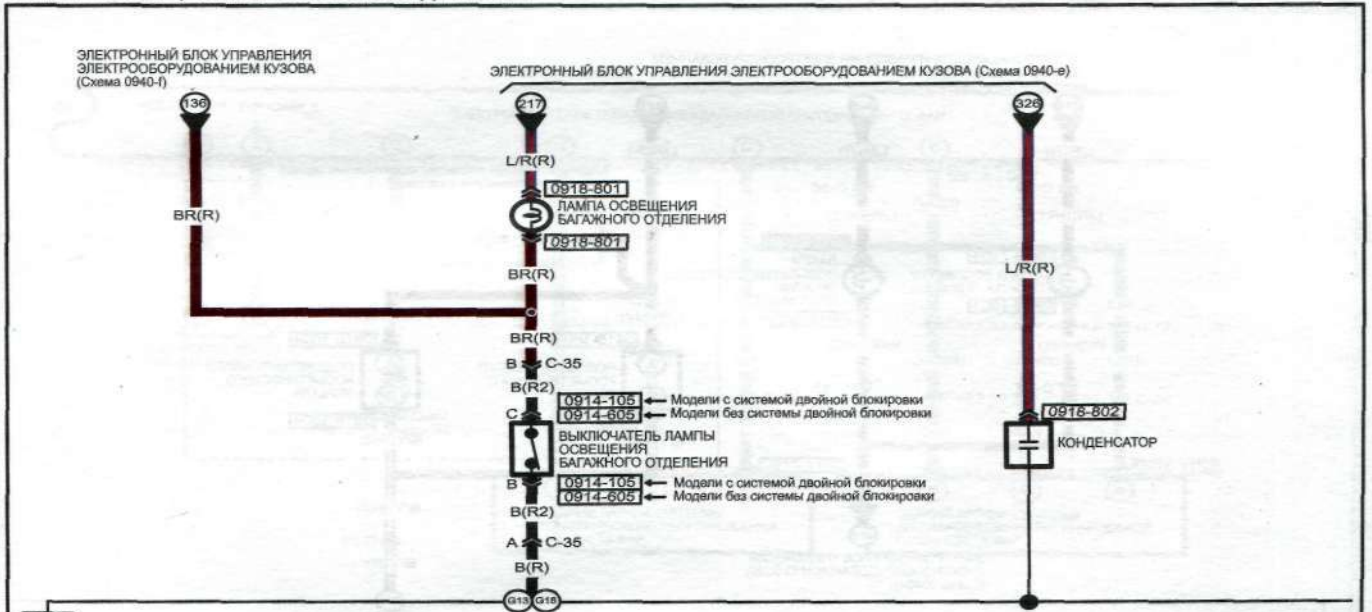 ЭЛЕКТРОННЫЙ БЛОК УПРАВЛЕНИЯ
ЭЛЕКТРООБОРУДОВАНИЕМ КУЗОВА
(Схема 0940-f)
ЭЛЕКТРОННЫЙ БЛОК УПРАВЛЕНИЯ ЭЛЕКТРООБОРУДОВАНИЕМ КУЗОВА (Схема 0940-е)
136
217
326
L/R(R)
0918-801
ЛАМПА ОСВЕЩЕНИЯ
БАГАЖНОГО ОТДЕЛЕНИЯ
BR(R)
0918-801
BR(R)
L/R(R)
BR(R)
B C-35
B(R2)
0914-105 Модели с системой двойной блокировки
C 0914-605 Модели без системы двойной блокировки
0918-802
ВЫКЛЮЧАТЕЛЬ ЛАМПЫ
ОСВЕЩЕНИЯ
БАГАЖНОГО ОТДЕЛЕНИЯ
КОНДЕНСАТОР
B 0914-105 Модели с системой двойной блокировки
0914-605 Модели без системы двойной блокировки
B(R2)
A C-35
B(R)
G13 G18